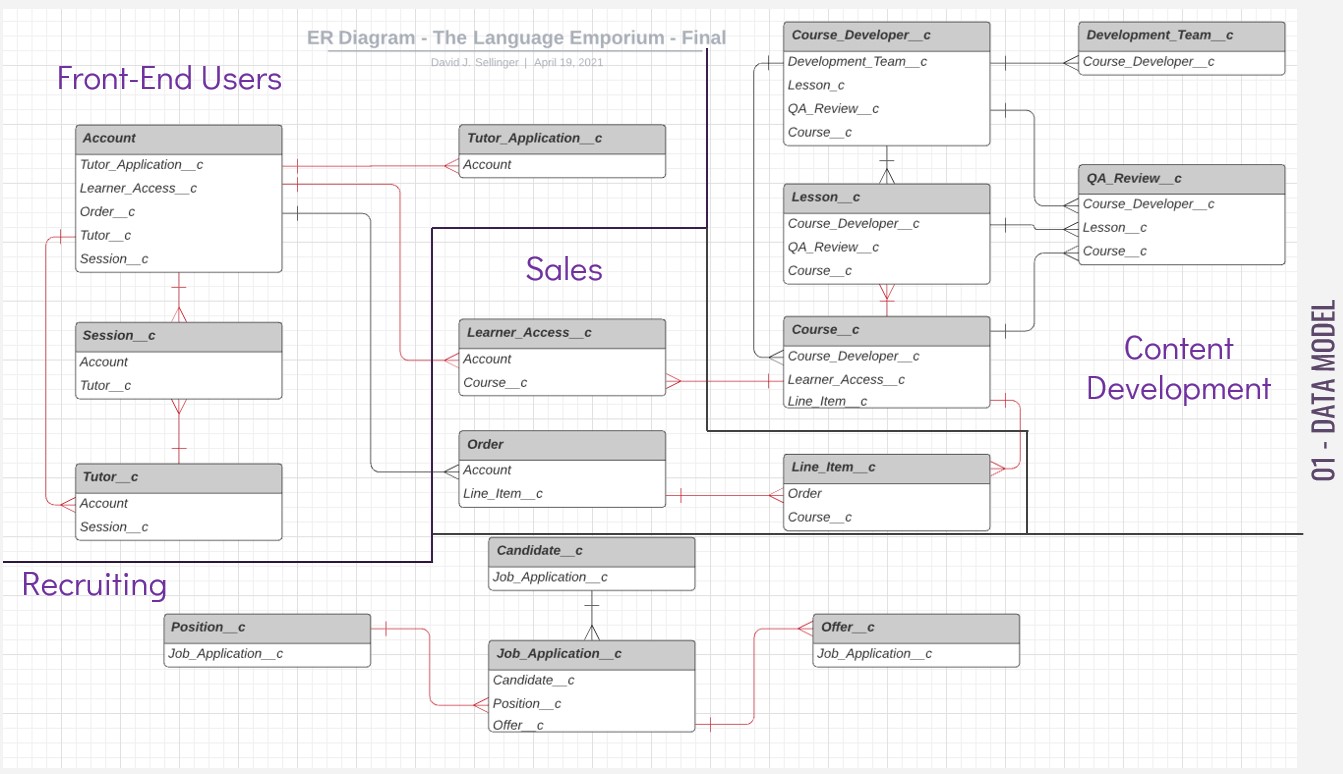 ER Diagram - The Language Emporium - Final
David J. Sellinger | April 19, 2021
Front-End Users
Account
Tutor_Application__c
Learner_Access__c
Order__c
Tutor__c
Session__c
Tutor_Application__c
Account
Session__c
Account
Tutor__c
Tutor__c
Account
Session__c
Sales
Learner_Access__c
Account
Course__c
Order
Account
Line_Item__c
Line_Item__c
Order
Course__c
Course_Developer__c
Development_Team__c
Lesson_c
QA_Review__c
Course__c
Development_Team__c
Course_Developer__c
Lesson__c
Course_Developer__c
QA_Review__c
Course__c
QA_Review__c
Course_Developer__c
Lesson__c
Course__c
Course__c
Course_Developer__c
Learner_Access__c
Line_Item__c
Content
Development
Recruiting
Candidate__c
Job_Application__c
Position__c
Job_Application__c
Job_Application__c
Candidate__c
Position__c
Offer__c
Offer__c
Job_Application__c
01 - DATA MODEL